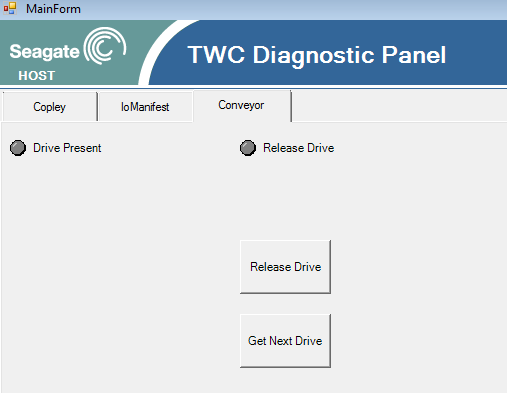 MainForm
Seagate
HOST
TWC Diagnostic Panel
Copley IoManifest Conveyor
Drive Present Release Drive
Release Drive
Get Next Drive